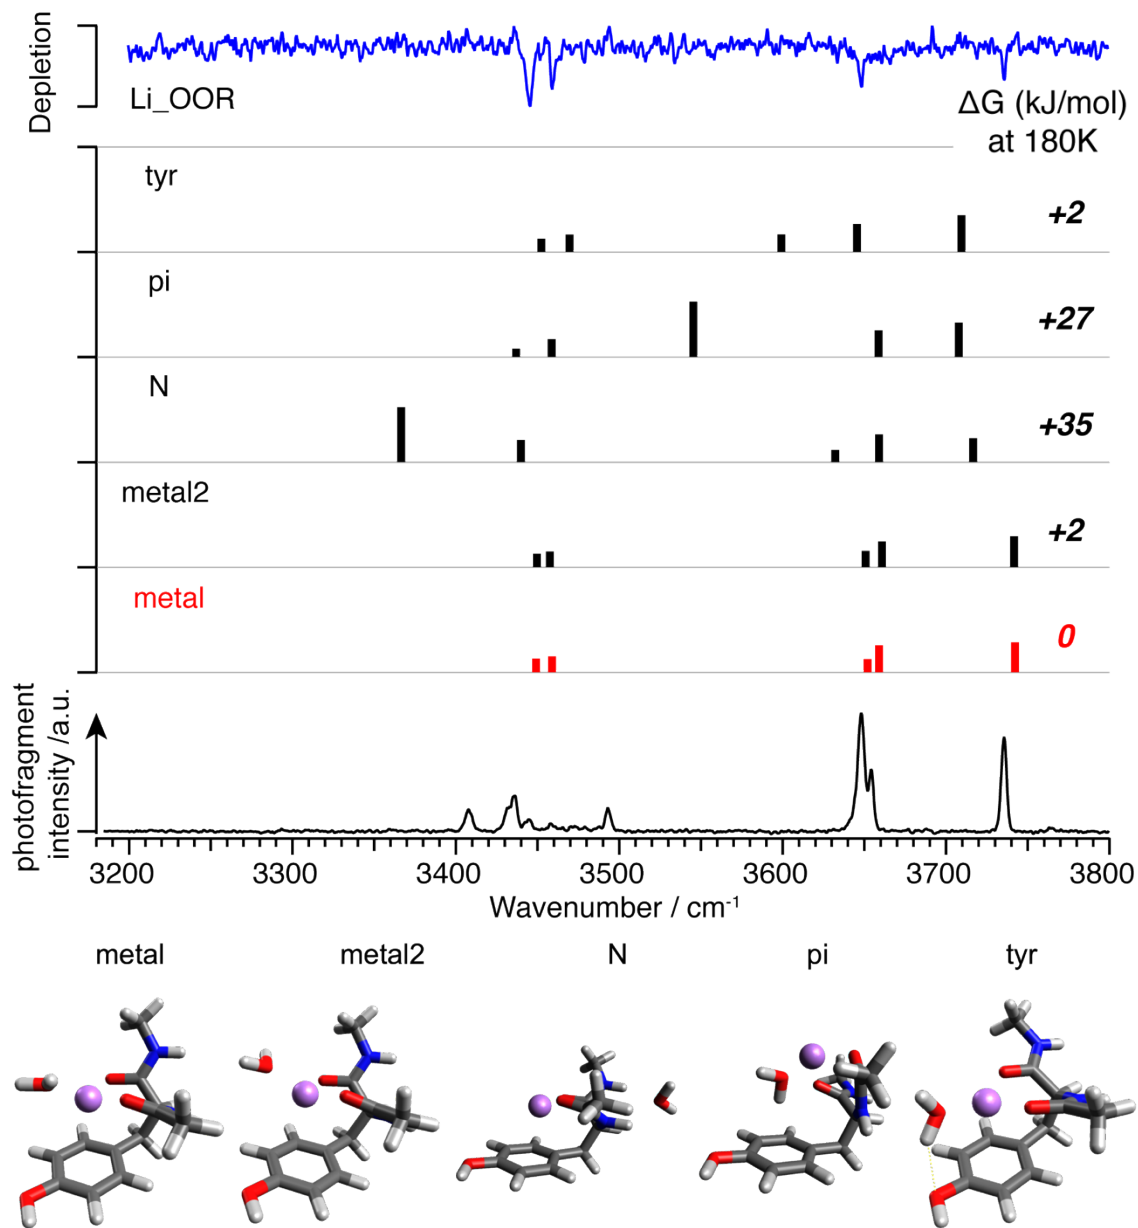 Depletion
Li_OOR
ΔG (kJ/mol)
at 180K
tyr
+2
pi
+27
N
+35
metal2
+2
metal
0
photofragment
intensity /a.u.
3200 3300 3400 3500 3600 3700 3800
Wavenumber / cm-1
metal metal2 N pi tyr